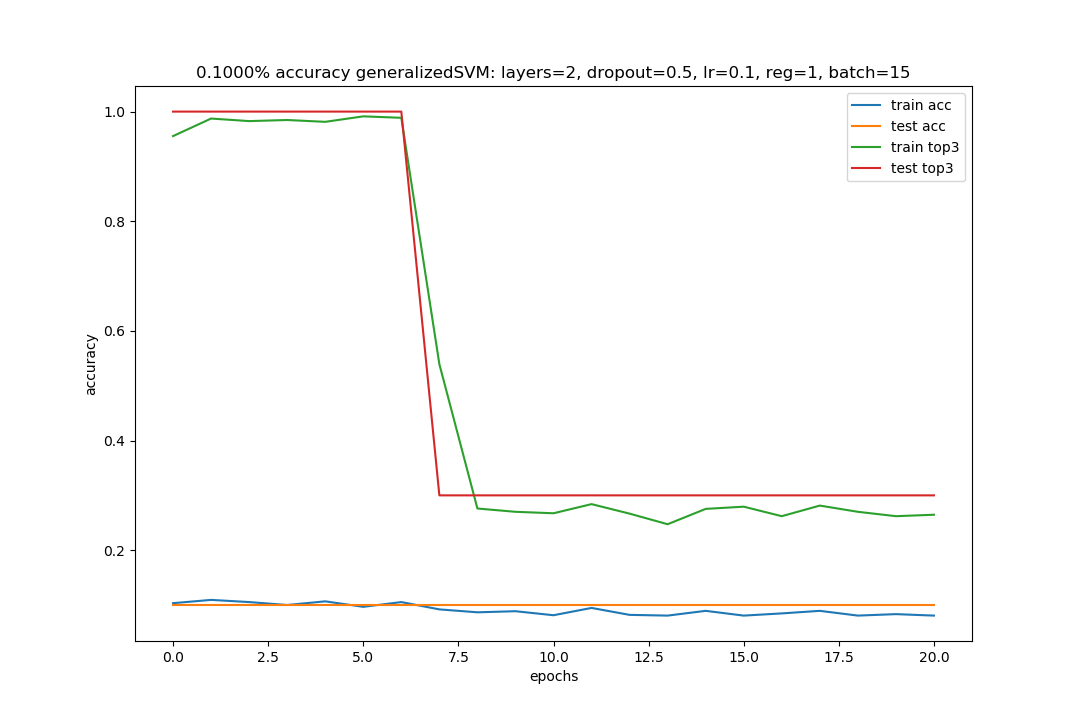 0.1000% accuracy generalizedSVM: layers=2, dropout=0.5, lr=0.1, reg=1, batch=15
train acc
test acc
train top3
test top3
1.0
0.8
0.6
0.4
0.2
accuracy
0.0 2.5 5.0 7.5 10.0 12.5 15.0 17.5 20.0
epochs